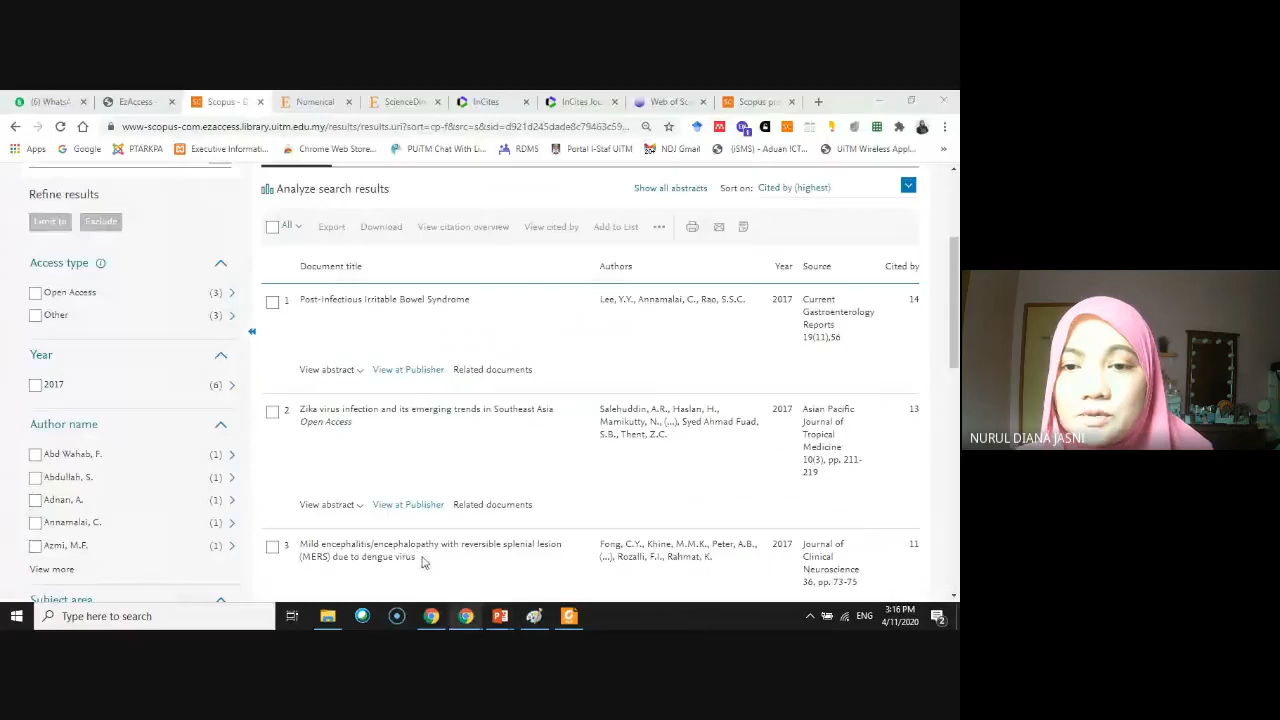 (6) WhatsA
EzAccess -
Scopus - D
Numerical
ScienceDir
InCites
InCites Jou
Web of Sci
Scopus pre
www-scopus-com.ezaccess.library.uitm.edu.my/results/results.uri?sort=cp-f&src=s&sid=d921d245dade8c79463c59...
Apps
Google
PTARKPA
Executive Informati...
Chrome Web Store...
PUiTM Chat With Li...
RDMS
Portal I-Staf UiTM
NDJ Gmail
(iSMS) - Aduan ICT...
UiTM Wireless Appl...
Refine results
Limit to
Exclude
Access type
Open Access (3)
Other (3)
Year
2017 (6)
Author name
Abd Wahab, F. (1)
Abdullah, S. (1)
Adnan, A. (1)
Annamalai, C. (1)
Azmi, M.F. (1)
View more
Subject area
Analyze search results
Show all abstracts
Sort on: Cited by (highest)
All
Export
Download
View citation overview
View cited by
Add to List
Document title
Authors
Year
Source
Cited by
1
Post-Infectious Irritable Bowel Syndrome
Lee, Y.Y., Annamalai, C., Rao, S.S.C.
2017
Current
Gastroenterology
Reports
19(11),56
14
View abstract
View at Publisher
Related documents
2
Zika virus infection and its emerging trends in Southeast Asia
Open Access
Salehuddin, A.R., Haslan, H.,
Mamikutty, N., (...), Syed Ahmad Fuad,
S.B., Thent, Z.C.
2017
Asian Pacific
Journal of
Tropical
Medicine
10(3), pp. 211-
219
13
View abstract
View at Publisher
Related documents
3
Mild encephalitis/encephalopathy with reversible splenial lesion
(MERS) due to dengue virus
Fong, C.Y., Khine, M.M.K., Peter, A.B.,
(...), Rozalli, F.I., Rahmat, K.
2017
Journal of
Clinical
Neuroscience
36, pp. 73-75
11
NURUL DIANA JASNI
Type here to search
ENG
3:16 PM
4/11/2020
2